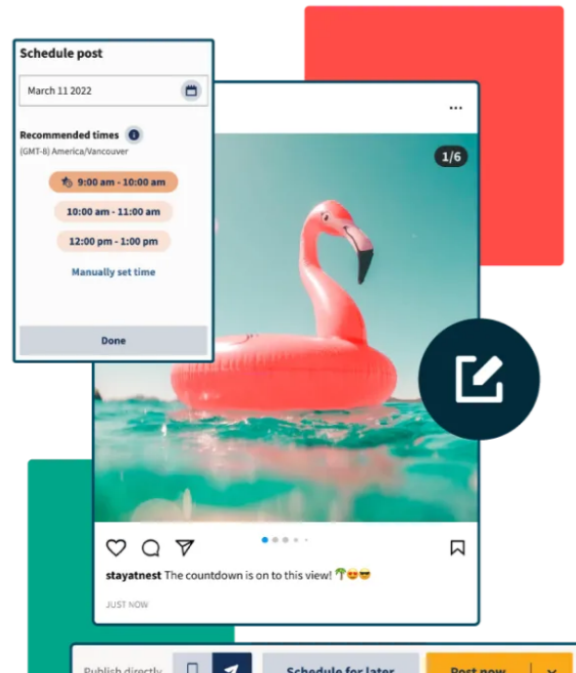 Schedule post
March 11 2022
Recommended times
(GMT-8) America/Vancouver
9:00 am - 10:00 am
10:00 am - 11:00 am
12:00 pm - 1:00 pm
Manually set time
Done
...
1/6
stayatnest The countdown is on to this view! 🌴😍😎
JUST NOW
Publish directly
Schedule for later
Post now